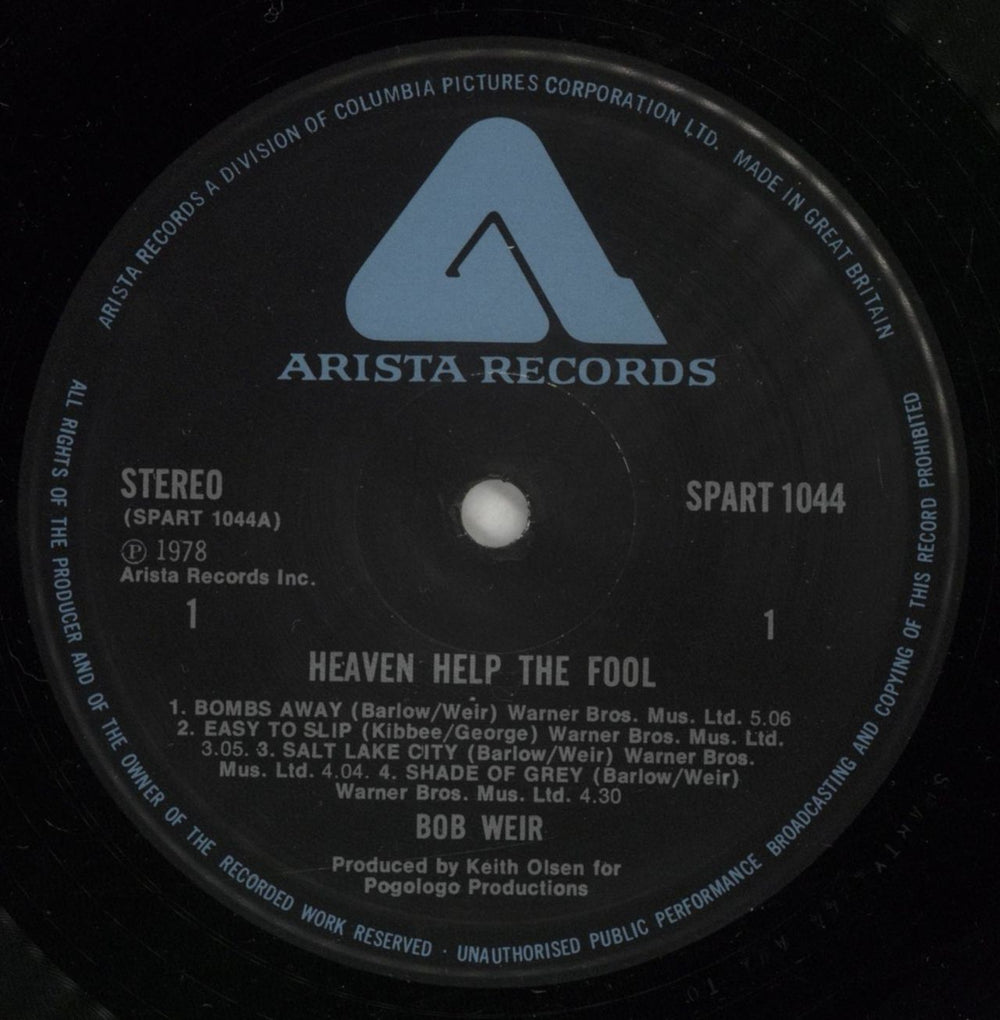 ARISTA RECORDS A DIVISION OF COLUMBIA PICTURES CORPORATION LTD. MADE IN GREAT BRITAIN
ARISTA RECORDS
STEREO
(SPART 1044A)
℗ 1978
Arista Records Inc.
1
SPART 1044
1
HEAVEN HELP THE FOOL
1. BOMBS AWAY (Barlow/Weir) Warner Bros. Mus. Ltd. 5.06
2. EASY TO SLIP (Kibbee/George) Warner Bros. Mus. Ltd.
3.05. 3. SALT LAKE CITY (Barlow/Weir) Warner Bros.
Mus. Ltd. 4.04. 4. SHADE OF GREY (Barlow/Weir)
Warner Bros. Mus. Ltd. 4.30
BOB WEIR
Produced by Keith Olsen for
Pogologo Productions
ALL RIGHTS OF THE PRODUCER AND OF THE OWNER OF THE RECORDED WORK RESERVED · UNAUTHORISED PUBLIC PERFORMANCE BROADCASTING AND COPYING OF THIS RECORD PROHIBITED